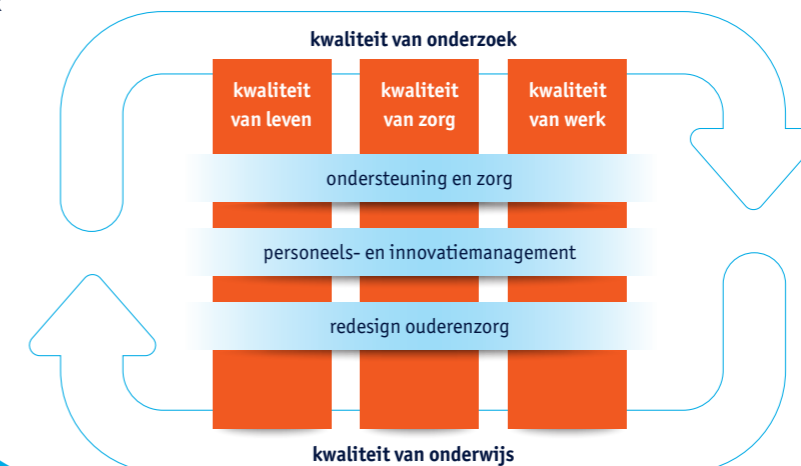 kwaliteit van onderzoek
kwaliteit
van leven
kwaliteit
van zorg
kwaliteit
van werk
ondersteuning en zorg
personeels- en innovatiemanagement
redesign ouderenzorg
kwaliteit van onderwijs